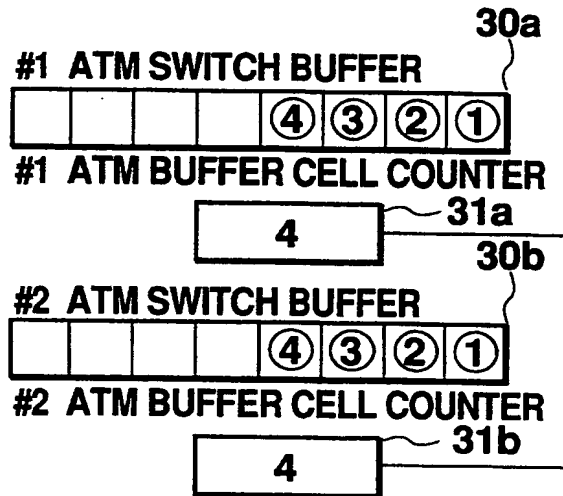 30a
#1 ATM SWITCH BUFFER
④ ③ ② ①
#1 ATM BUFFER CELL COUNTER
31a
4
30b
#2 ATM SWITCH BUFFER
④ ③ ② ①
#2 ATM BUFFER CELL COUNTER
31b
4